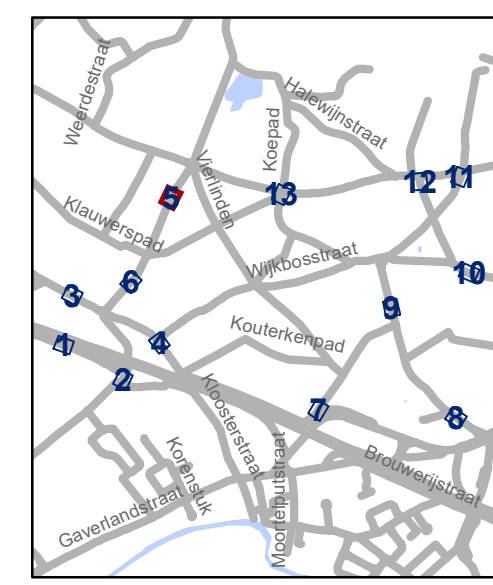 Weerdestraat
Halewijnstraat
Koepad
Vierlinden
11
12
13
5
Klauwerspad
Wijkbosstraat
10
6
3
9
Kouterkenpad
1
4
2
7
8
Kloosterstraat
Korenstuk
Moortelputstraat
Brouwerijstraat
Gaverlandstraat